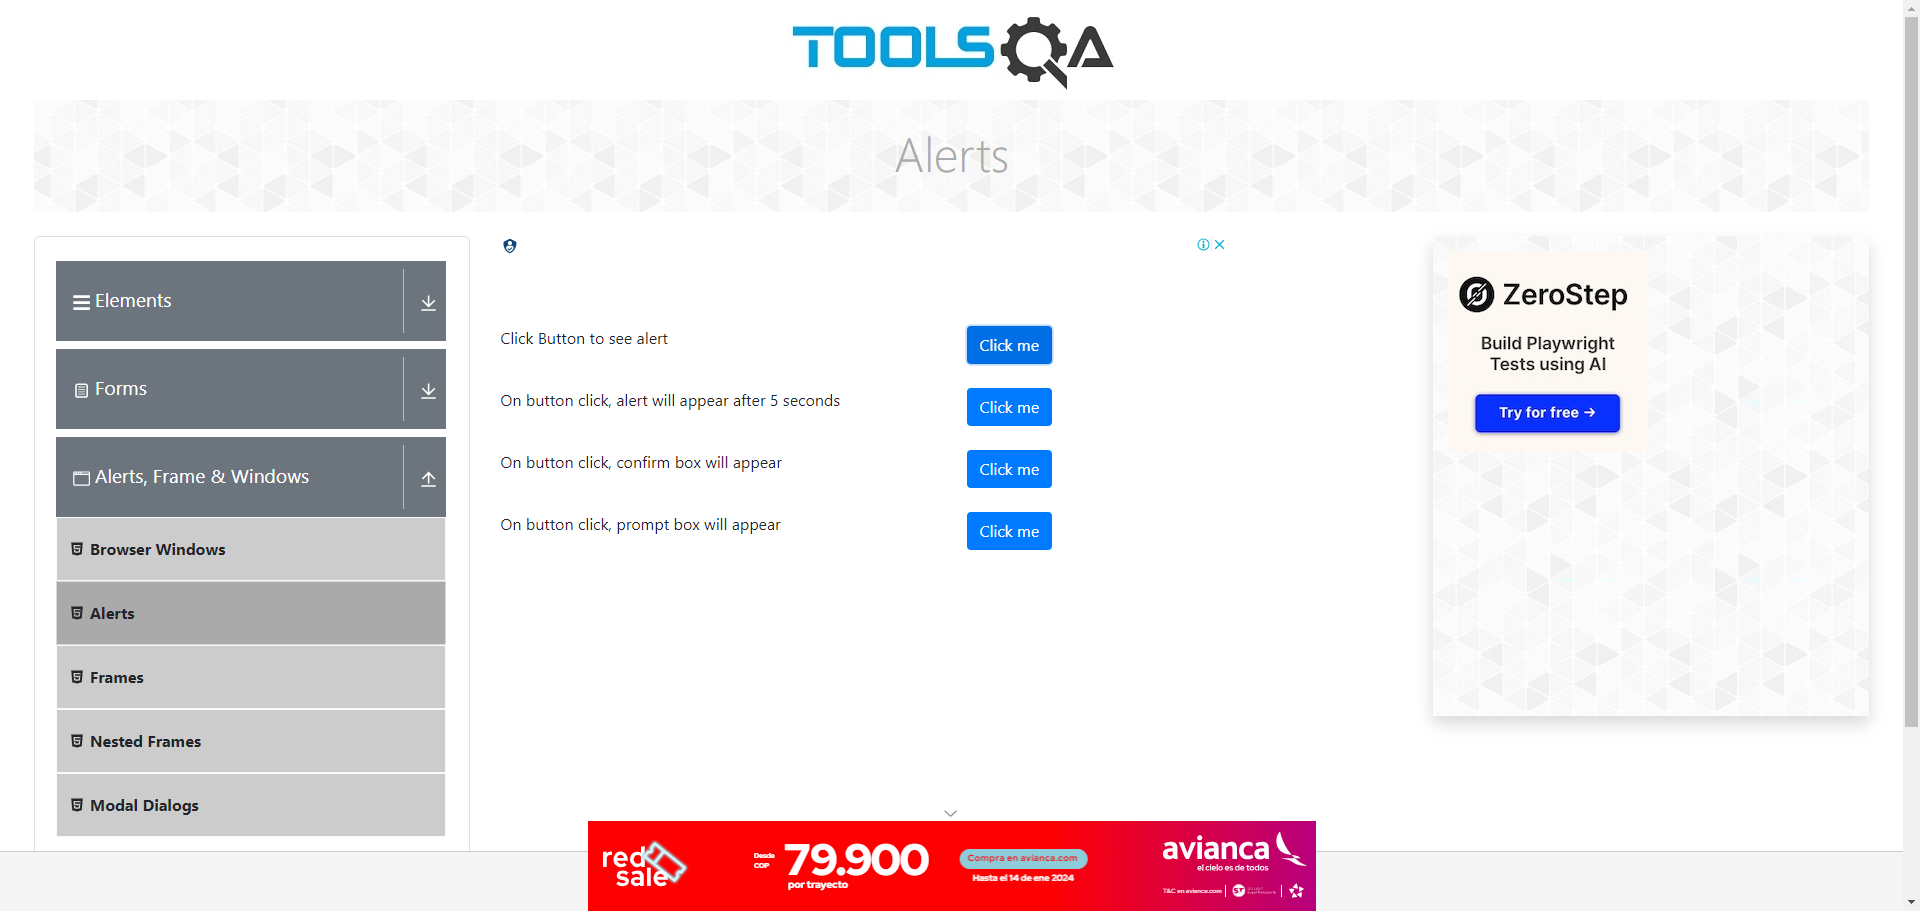 TOOLSQA
Alerts
Elements
Forms
Alerts, Frame & Windows
Browser Windows
Alerts
Frames
Nested Frames
Modal Dialogs
Click Button to see alert
Click me
On button click, alert will appear after 5 seconds
Click me
On button click, confirm box will appear
Click me
On button click, prompt box will appear
Click me
ZeroStep
Build Playwright
Tests using AI
Try for free →
red
sale
Desde
COP
79.900
por trayecto
Compra en avianca.com
Hasta el 14 de ene 2024
avianca
el cielo es de todos
T&C en avianca.com